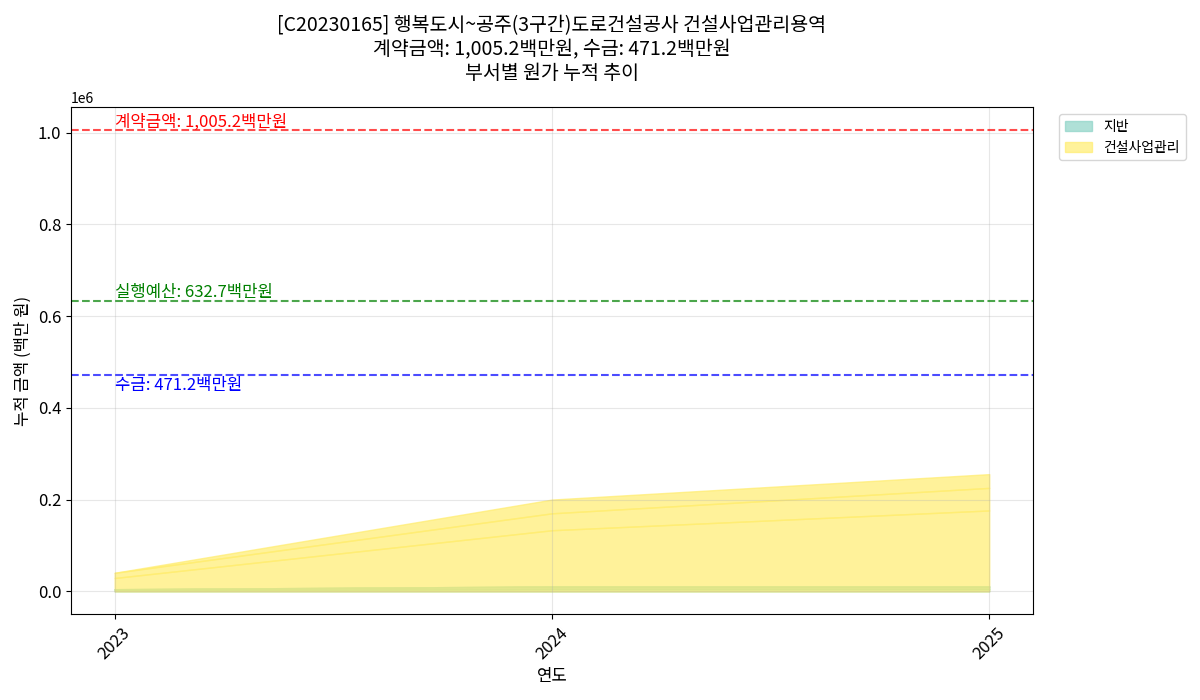 [C20230165] 행복도시~공주(3구간)도로건설공사 건설사업관리용역
계약금액: 1,005.2백만원, 수금: 471.2백만원
부서별 원가 누적 추이
1e6
계약금액: 1,005.2백만원
지반
건설사업관리
1.0
0.8
실행예산: 632.7백만원
0.6
수금: 471.2백만원
0.4
0.2
0.0
누적 금액 (백만 원)
2023
2024
2025
연도